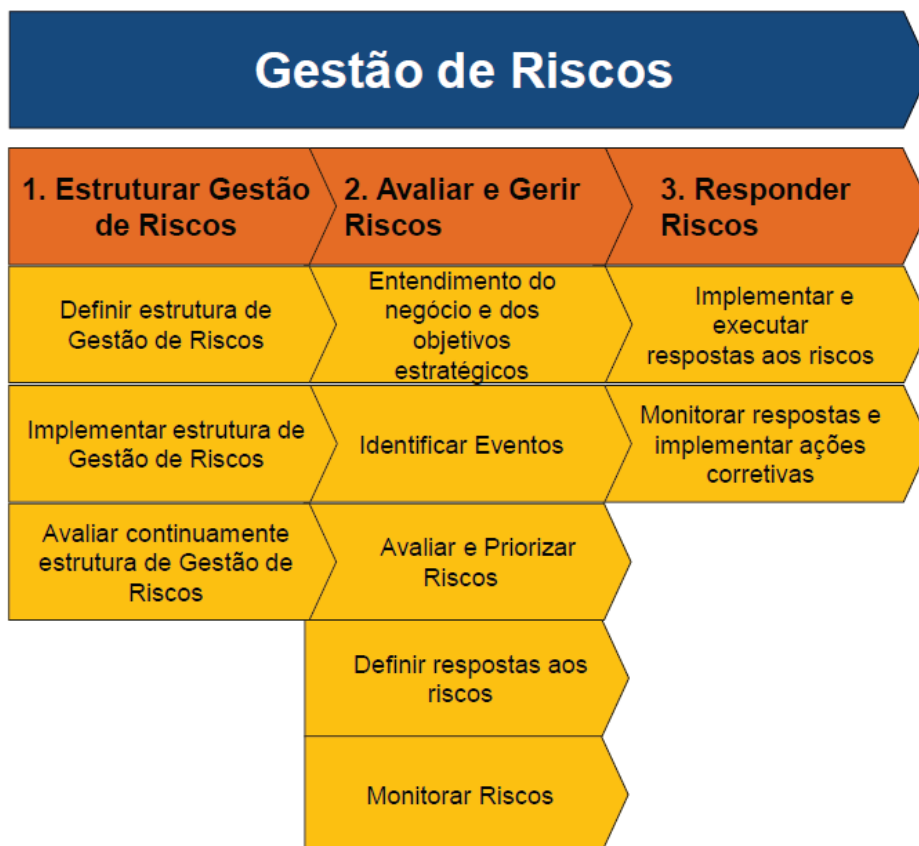 Gestão de Riscos
1. Estruturar Gestão
de Riscos
2. Avaliar e Gerir
Riscos
3. Responder
Riscos
Definir estrutura de
Gestão de Riscos
Entendimento do
negócio e dos
objetivos
estratégicos
Implementar e
executar
respostas aos riscos
Implementar estrutura de
Gestão de Riscos
Identificar Eventos
Monitorar respostas e
implementar ações
corretivas
Avaliar continuamente
estrutura de Gestão de
Riscos
Avaliar e Priorizar
Riscos
Definir respostas aos
riscos
Monitorar Riscos